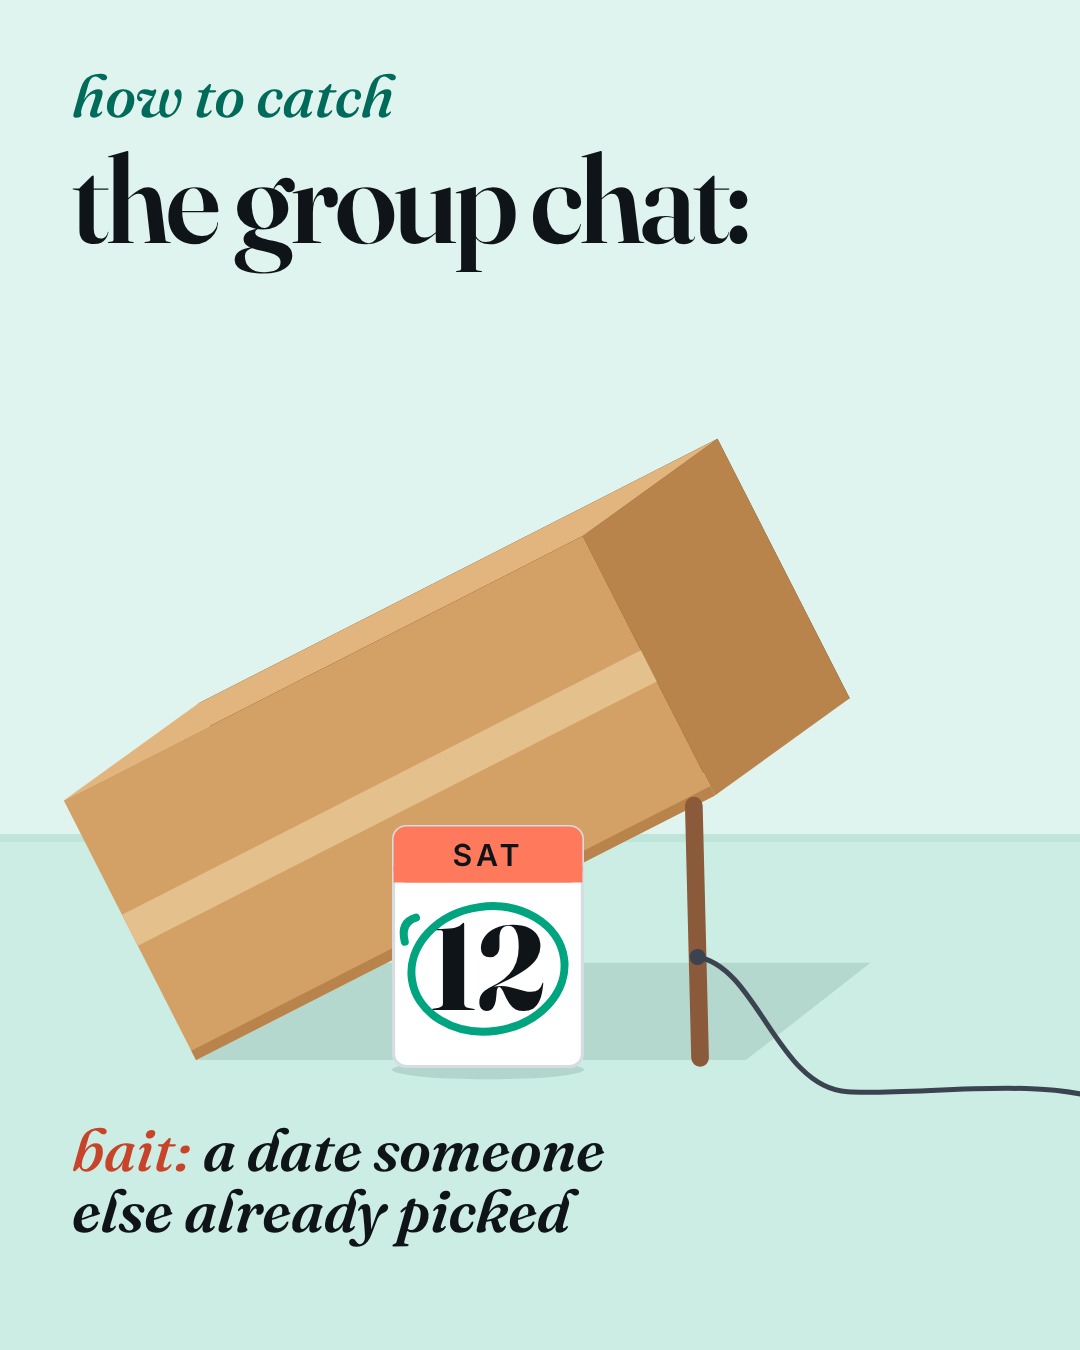 how to catch
the group chat:
SAT
12
bait: a date someone
else already picked